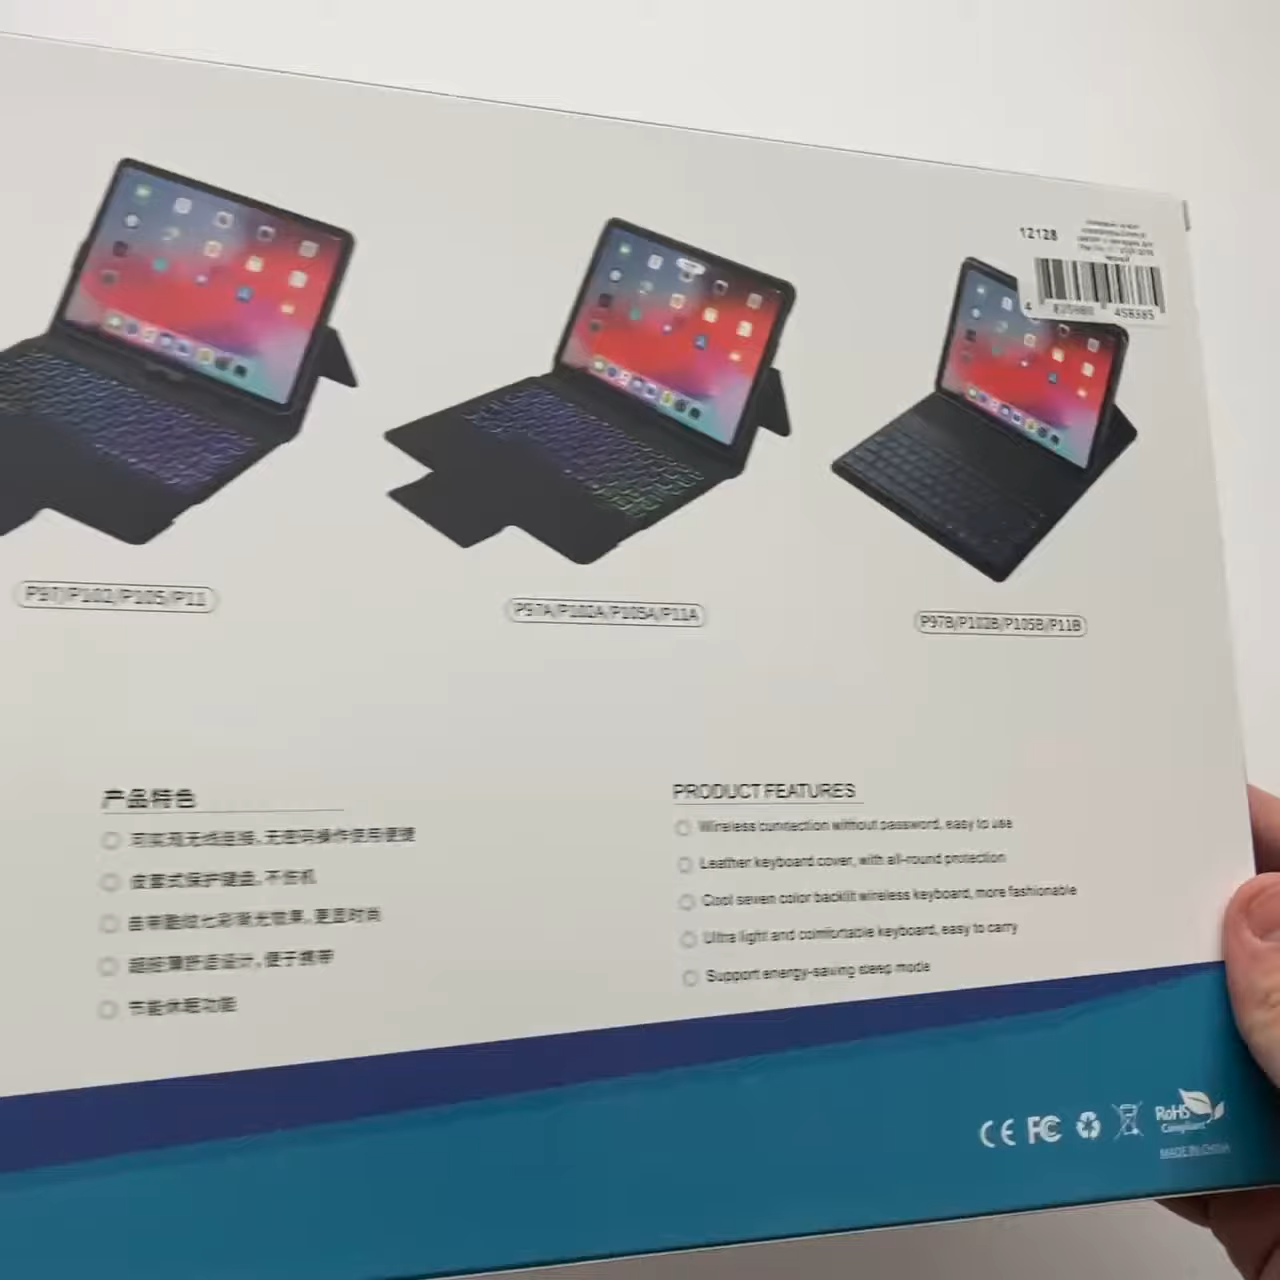 12128
4
458385
P97/P102/P105/P11
P97A/P102A/P105A/P11A
P97B/P102B/P105B/P11B
产品特色
可实现无线连接,无密码操作使用便捷
皮套式保护键盘,不伤机
自带酷炫七彩背光效果,更显时尚
超轻薄舒适设计,便于携带
节能休眠功能
PRODUCT FEATURES
Wireless connection without password, easy to use
Leather keyboard cover, with all-round protection
Cool seven color backlit wireless keyboard, more fashionable
Ultra light and comfortable keyboard, easy to carry
Support energy-saving sleep mode
CE FC RoHS
Compliant
MADE IN CHINA